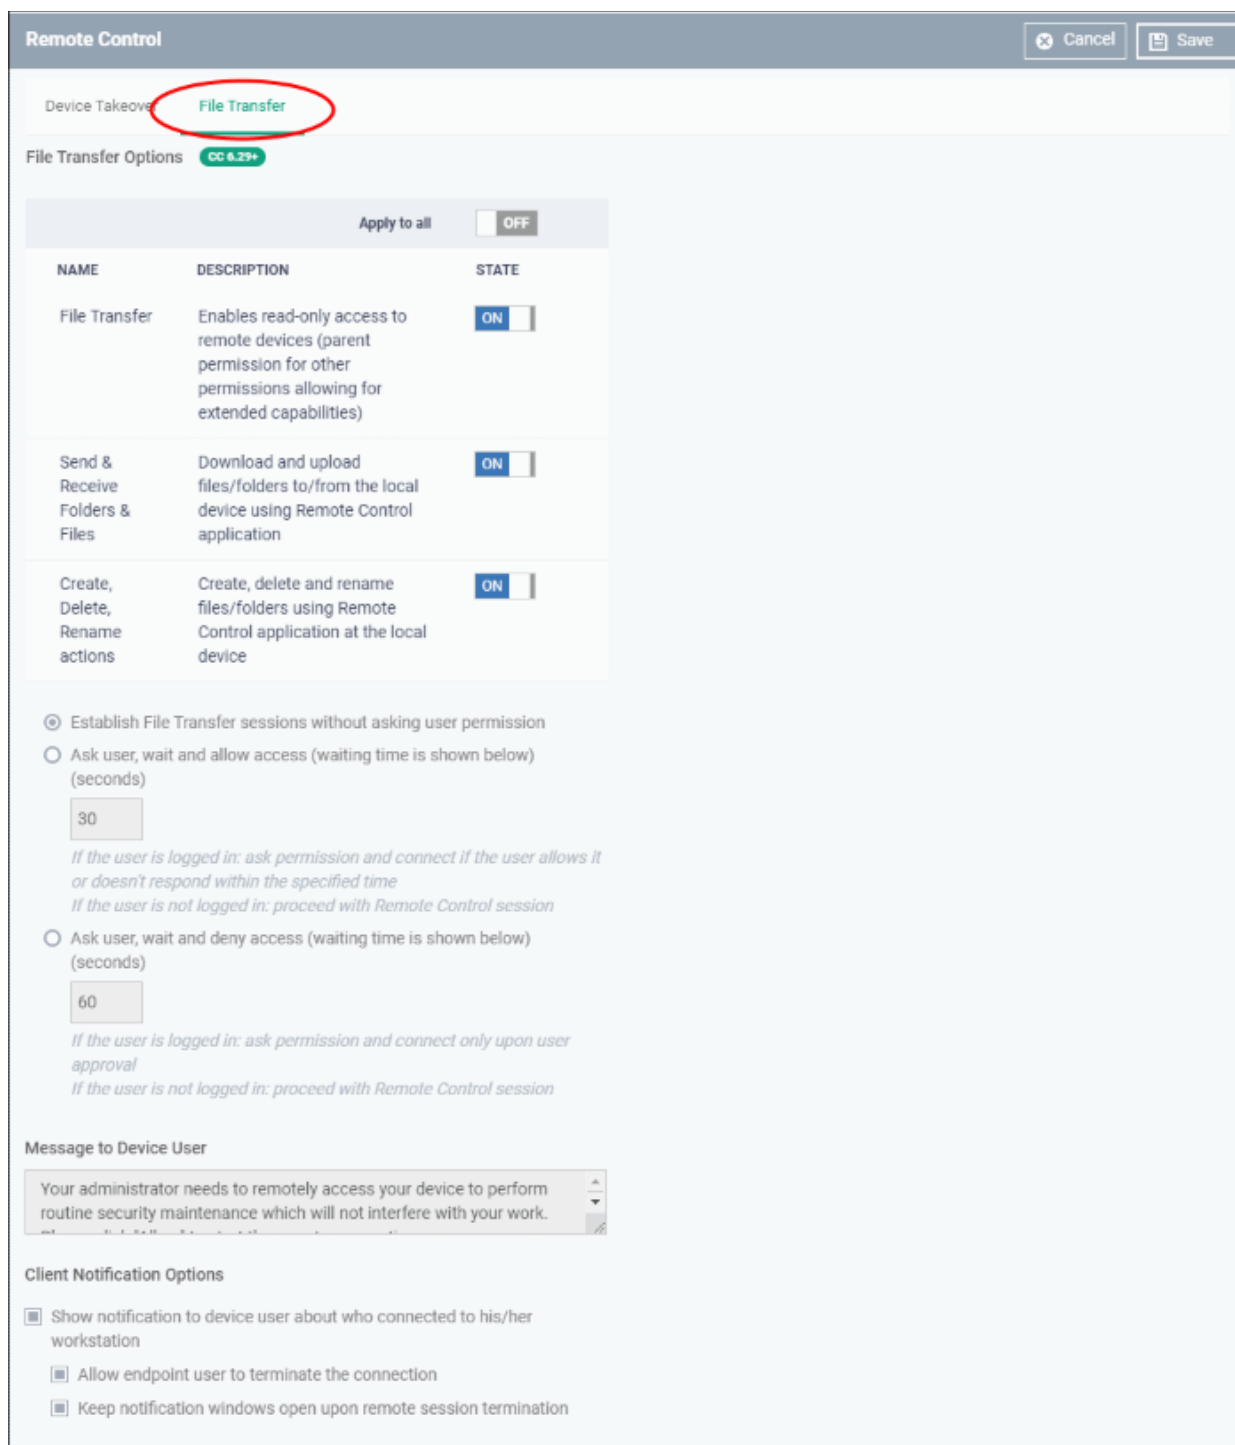 Remote Control
Cancel
Save
Device Takeover
File Transfer
File Transfer Options
CC 6.29+
Apply to all
OFF
NAME
DESCRIPTION
STATE
File Transfer
Enables read-only access to
remote devices (parent
permission for other
permissions allowing for
extended capabilities)
ON
Send &
Receive
Folders &
Files
Download and upload
files/folders to/from the local
device using Remote Control
application
ON
Create,
Delete,
Rename
actions
Create, delete and rename
files/folders using Remote
Control application at the local
device
ON
Establish File Transfer sessions without asking user permission
Ask user, wait and allow access (waiting time is shown below)
(seconds)
30
If the user is logged in: ask permission and connect if the user allows it
or doesn't respond within the specified time
If the user is not logged in: proceed with Remote Control session
Ask user, wait and deny access (waiting time is shown below)
(seconds)
60
If the user is logged in: ask permission and connect only upon user
approval
If the user is not logged in: proceed with Remote Control session
Message to Device User
Your administrator needs to remotely access your device to perform
routine security maintenance which will not interfere with your work.
Client Notification Options
Show notification to device user about who connected to his/her
workstation
Allow endpoint user to terminate the connection
Keep notification windows open upon remote session termination